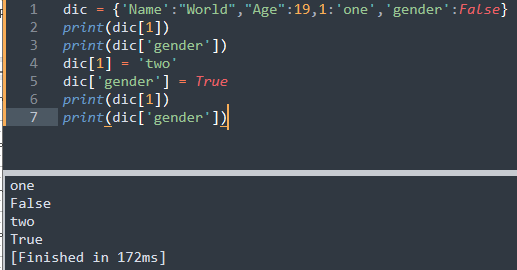 1 dic = {'Name':"World","Age":19,1:'one','gender':False}
2 print(dic[1])
3 print(dic['gender'])
4 dic[1] = 'two'
5 dic['gender'] = True
6 print(dic[1])
7 print(dic['gender'])
one
False
two
True
[Finished in 172ms]